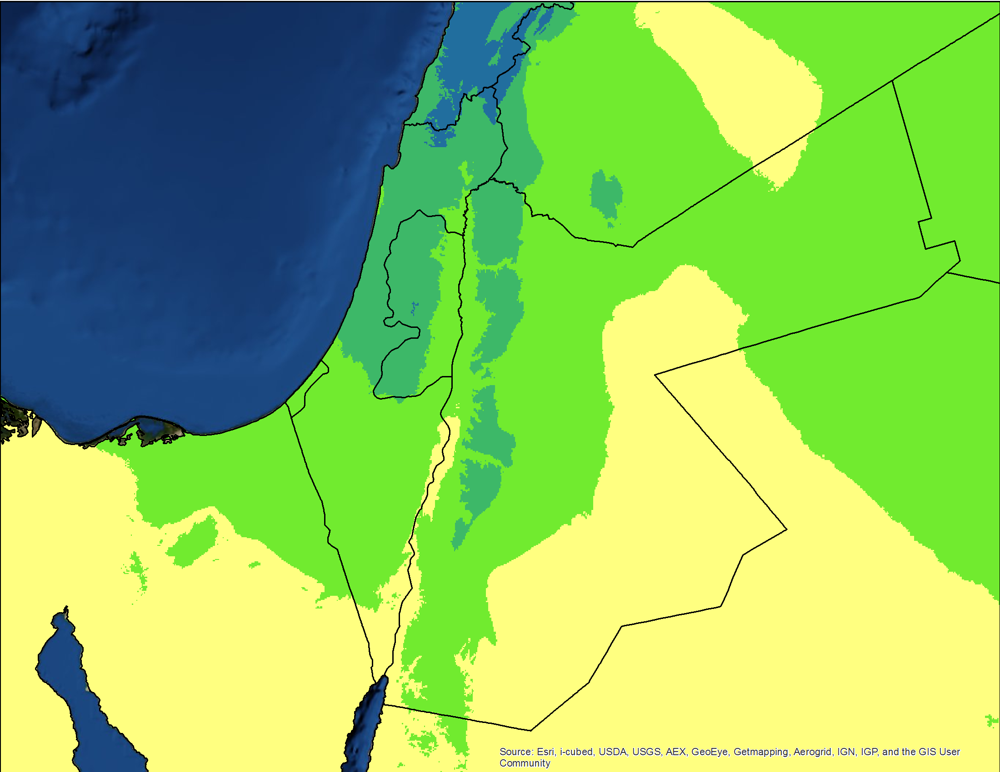 Source: Esri, i-cubed, USDA, USGS, AEX, GeoEye, Getmapping, Aerogrid, IGN, IGP, and the GIS User
Community